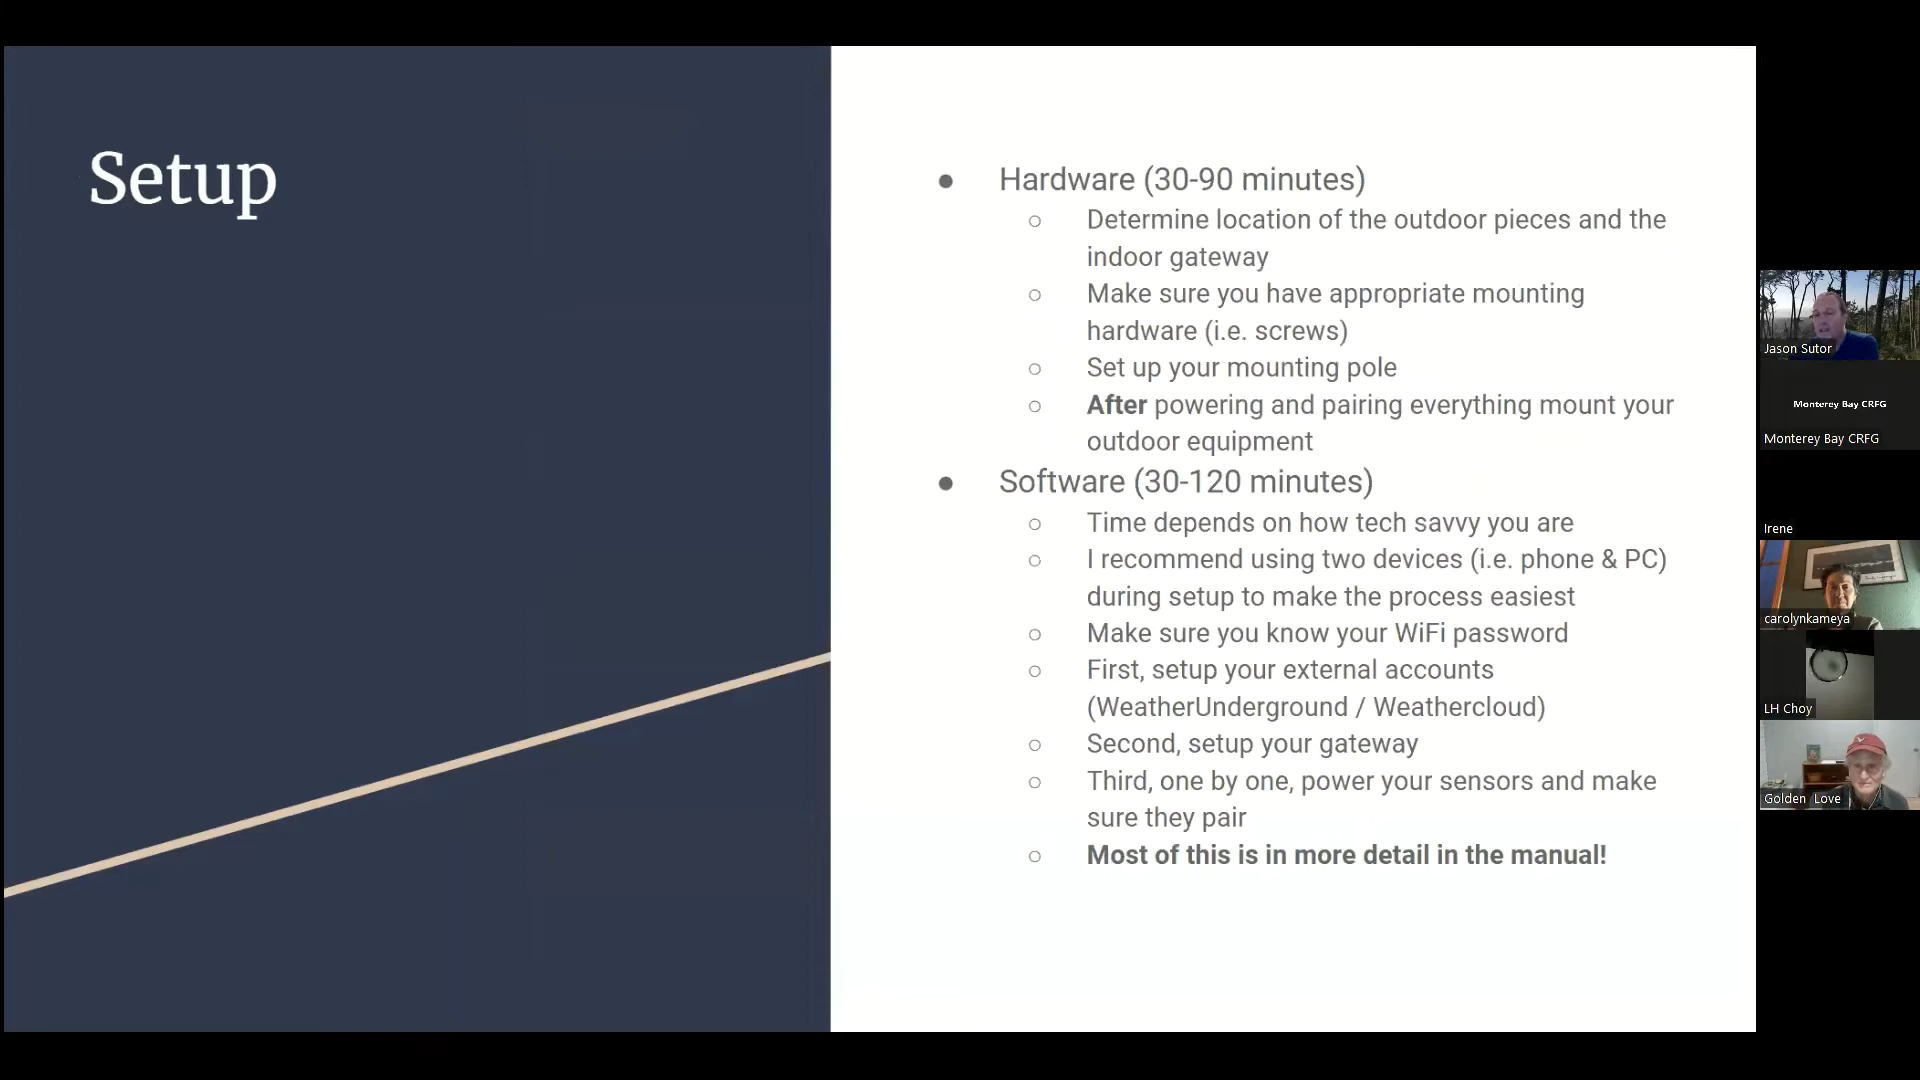 Setup
● Hardware (30-90 minutes)
○ Determine location of the outdoor pieces and the
indoor gateway
○ Make sure you have appropriate mounting
hardware (i.e. screws)
○ Set up your mounting pole
○ After powering and pairing everything mount your
outdoor equipment
● Software (30-120 minutes)
○ Time depends on how tech savvy you are
○ I recommend using two devices (i.e. phone & PC)
during setup to make the process easiest
○ Make sure you know your WiFi password
○ First, setup your external accounts
(WeatherUnderground / Weathercloud)
○ Second, setup your gateway
○ Third, one by one, power your sensors and make
sure they pair
○ Most of this is in more detail in the manual!
Jason Sutor
Monterey Bay CRFG
Monterey Bay CRFG
Irene
carolynkameya
LH Choy
Golden Love